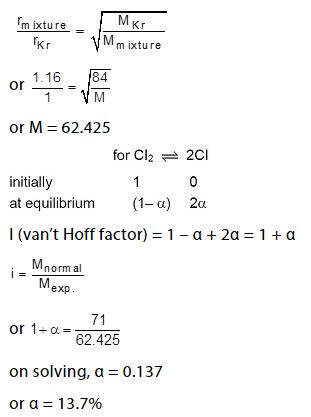 r_mixture / r_Kr = √(M_Kr / M_mixture)
or 1.16 / 1 = √(84 / M)
or M = 62.425
for Cl₂ ⇌ 2Cl
initially 1 0
at equilibrium (1– α) 2α
I (van't Hoff factor) = 1 – α + 2α = 1 + α
i = M_normal / M_exp.
or 1+ α = 71 / 62.425
on solving, α = 0.137
or α = 13.7%